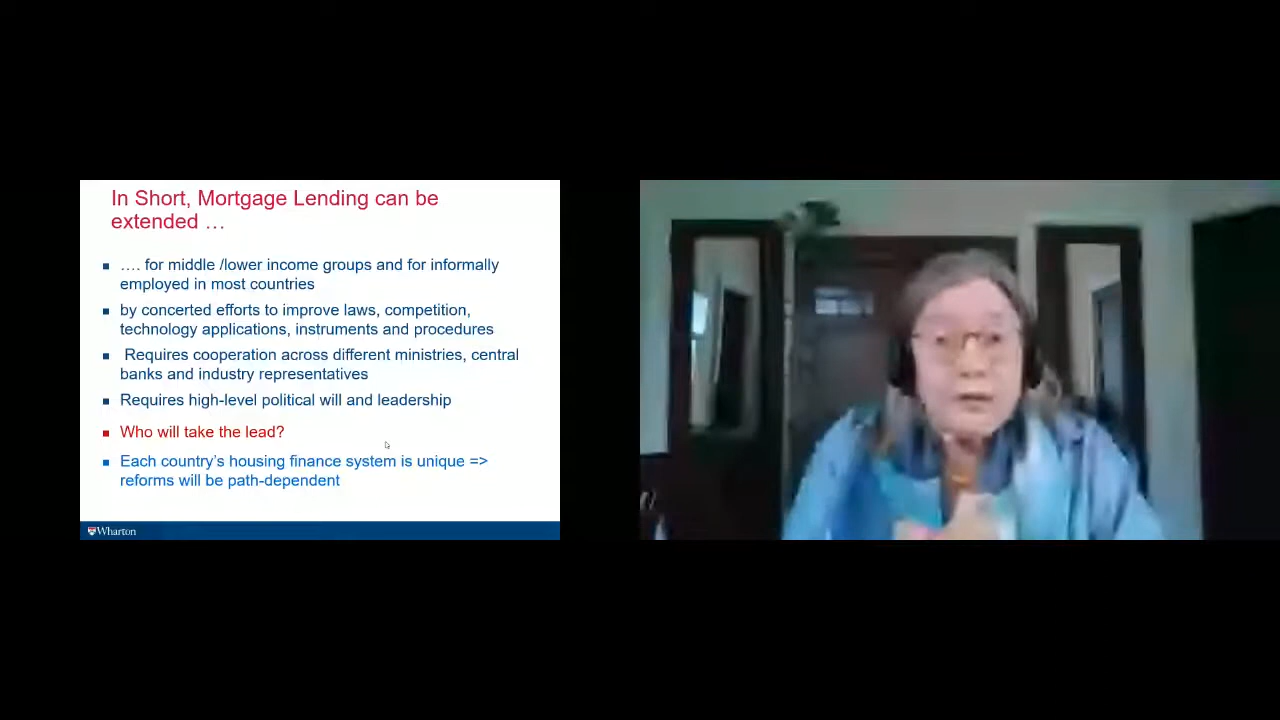 In Short, Mortgage Lending can be
extended …
…. for middle /lower income groups and for informally
employed in most countries
by concerted efforts to improve laws, competition,
technology applications, instruments and procedures
Requires cooperation across different ministries, central
banks and industry representatives
Requires high-level political will and leadership
Who will take the lead?
Each country's housing finance system is unique =>
reforms will be path-dependent
Wharton